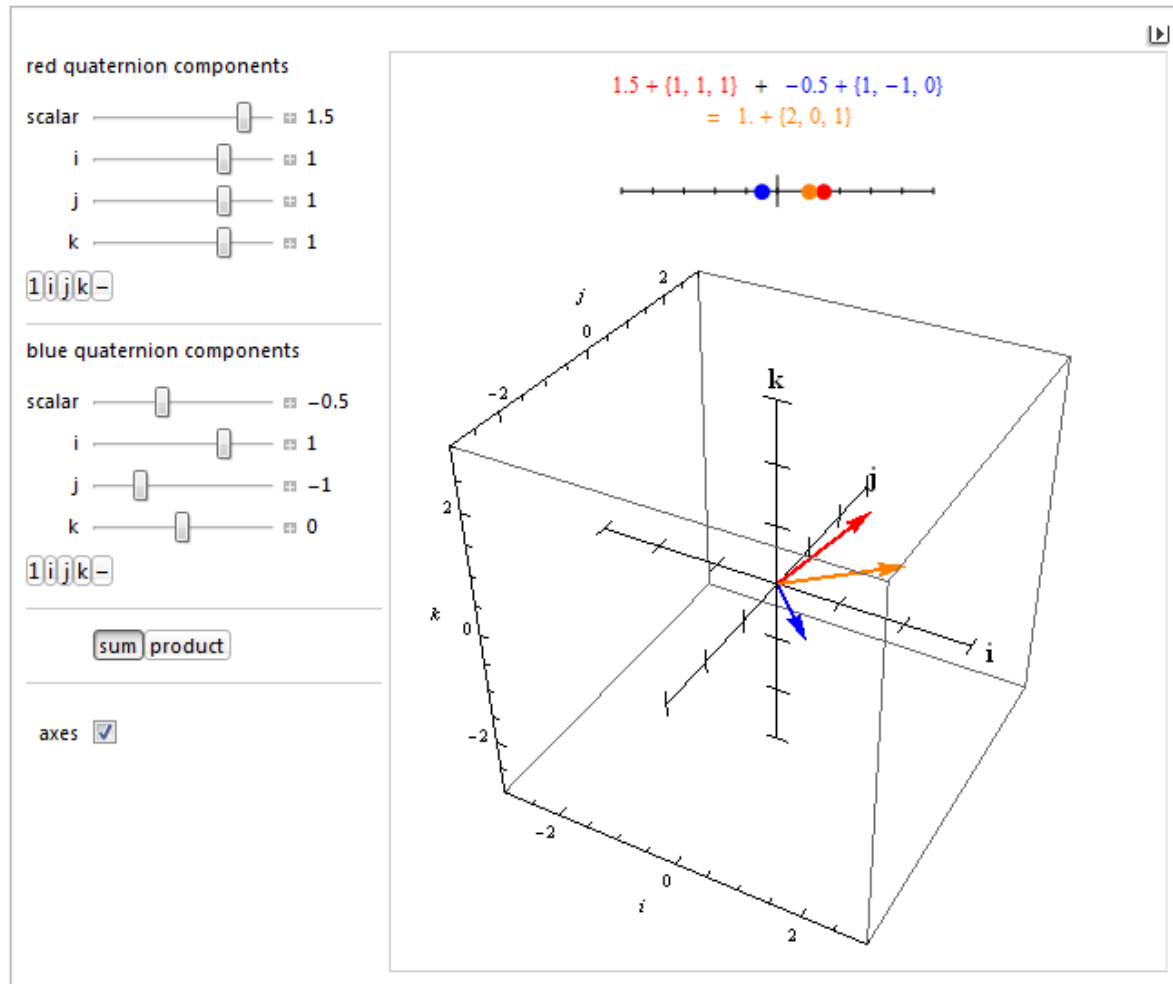 red quaternion components
scalar 1.5
i 1
j 1
k 1
1 i j k −
blue quaternion components
scalar −0.5
i 1
j −1
k 0
1 i j k −
sum product
axes
1.5 + {1, 1, 1} + −0.5 + {1, −1, 0}
= 1. + {2, 0, 1}
2
j
0
−2
k
j
2
k
0
−2
i
−2
0
i
2